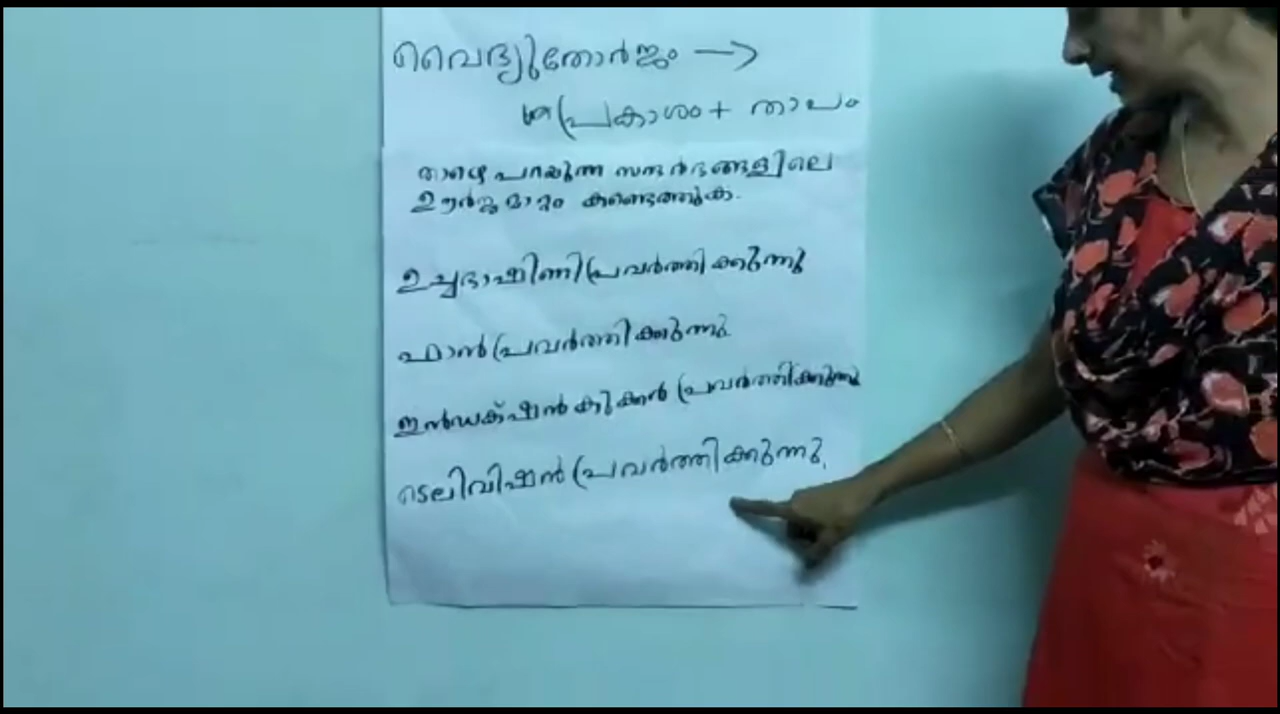 വൈദ്യുതോർജം →
പ്രകാശം + താപം
താഴെ പറയുന്ന സന്ദർഭങ്ങളിലെ
ഊർജ്ജമാറ്റം കണ്ടെത്തുക.
ഉച്ചഭാഷിണി പ്രവർത്തിക്കുന്നു
ഫാൻ പ്രവർത്തിക്കുന്നു.
ഇൻഡക്ഷൻ കുക്കർ പ്രവർത്തിക്കുന്നു
ടെലിവിഷൻ പ്രവർത്തിക്കുന്നു.